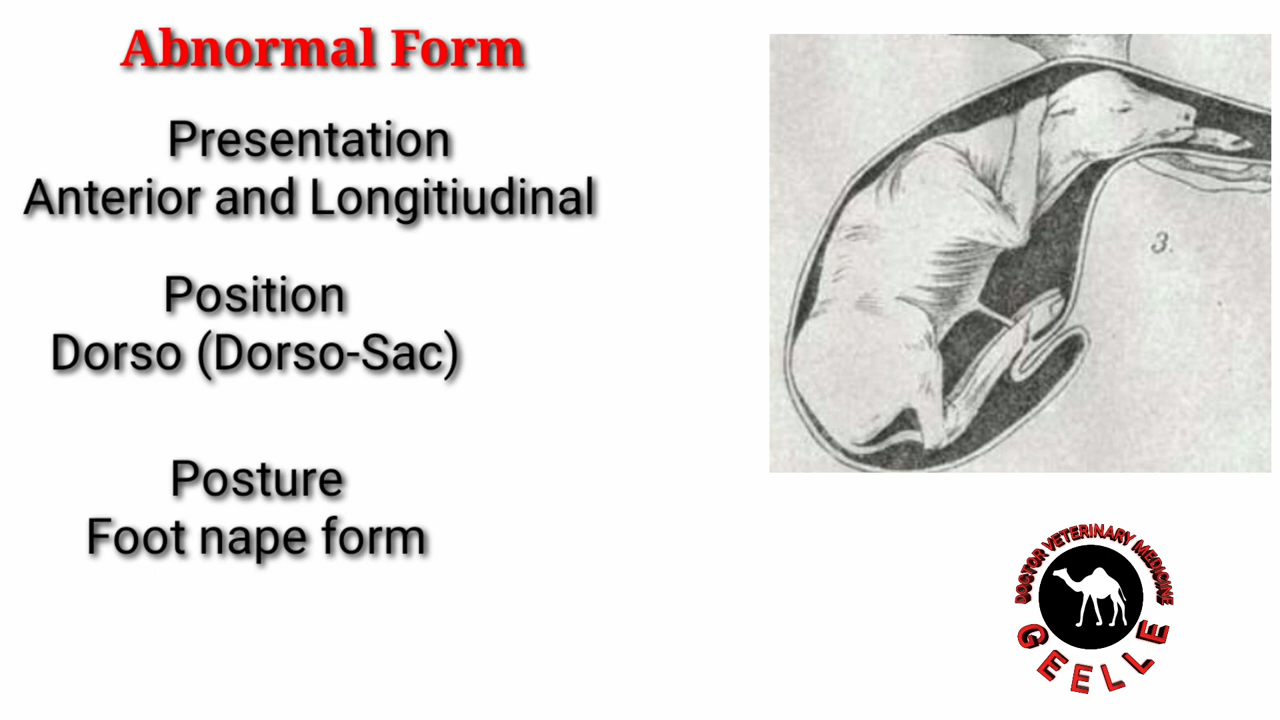 Abnormal Form
Presentation
Anterior and Longitiudinal
Position
Dorso (Dorso-Sac)
Posture
Foot nape form
3.
DOCTOR VETERINARY MEDICINE
GEELLE